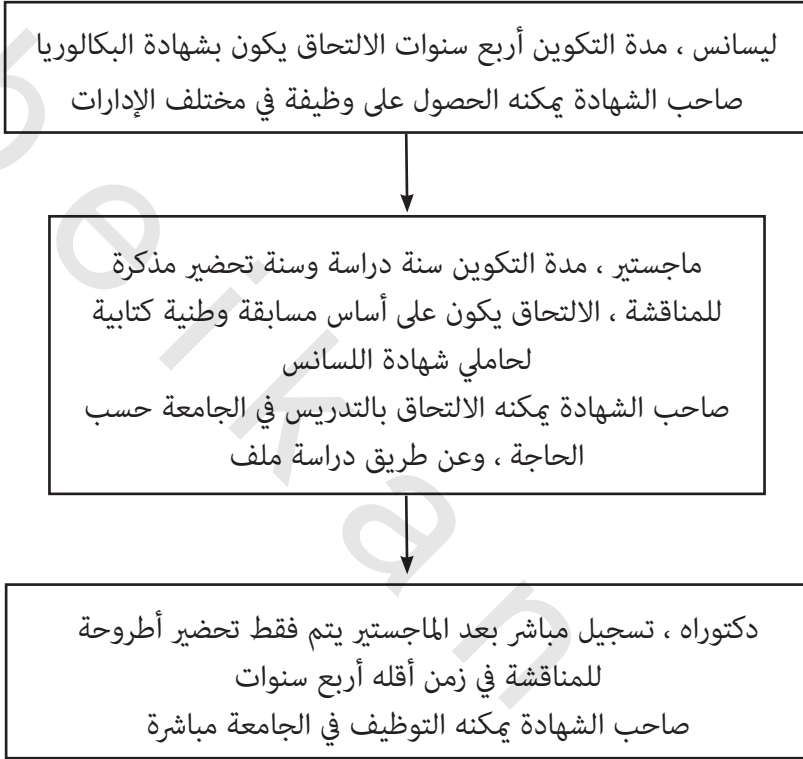 ليسانس ، مدة التكوين أربع سنوات الالتحاق يكون بشهادة البكالوريا
صاحب الشهادة يمكنه الحصول على وظيفة في مختلف الإدارات
ماجستير ، مدة التكوين سنة دراسة وسنة تحضير مذكرة
للمناقشة ، الالتحاق يكون على أساس مسابقة وطنية كتابية
لحاملي شهادة اللسانس
صاحب الشهادة يمكنه الالتحاق بالتدريس في الجامعة حسب
الحاجة ، وعن طريق دراسة ملف
دكتوراه ، تسجيل مباشر بعد الماجستير يتم فقط تحضير أطروحة
للمناقشة في زمن أقله أربع سنوات
صاحب الشهادة يمكنه التوظيف في الجامعة مباشرة
beikan